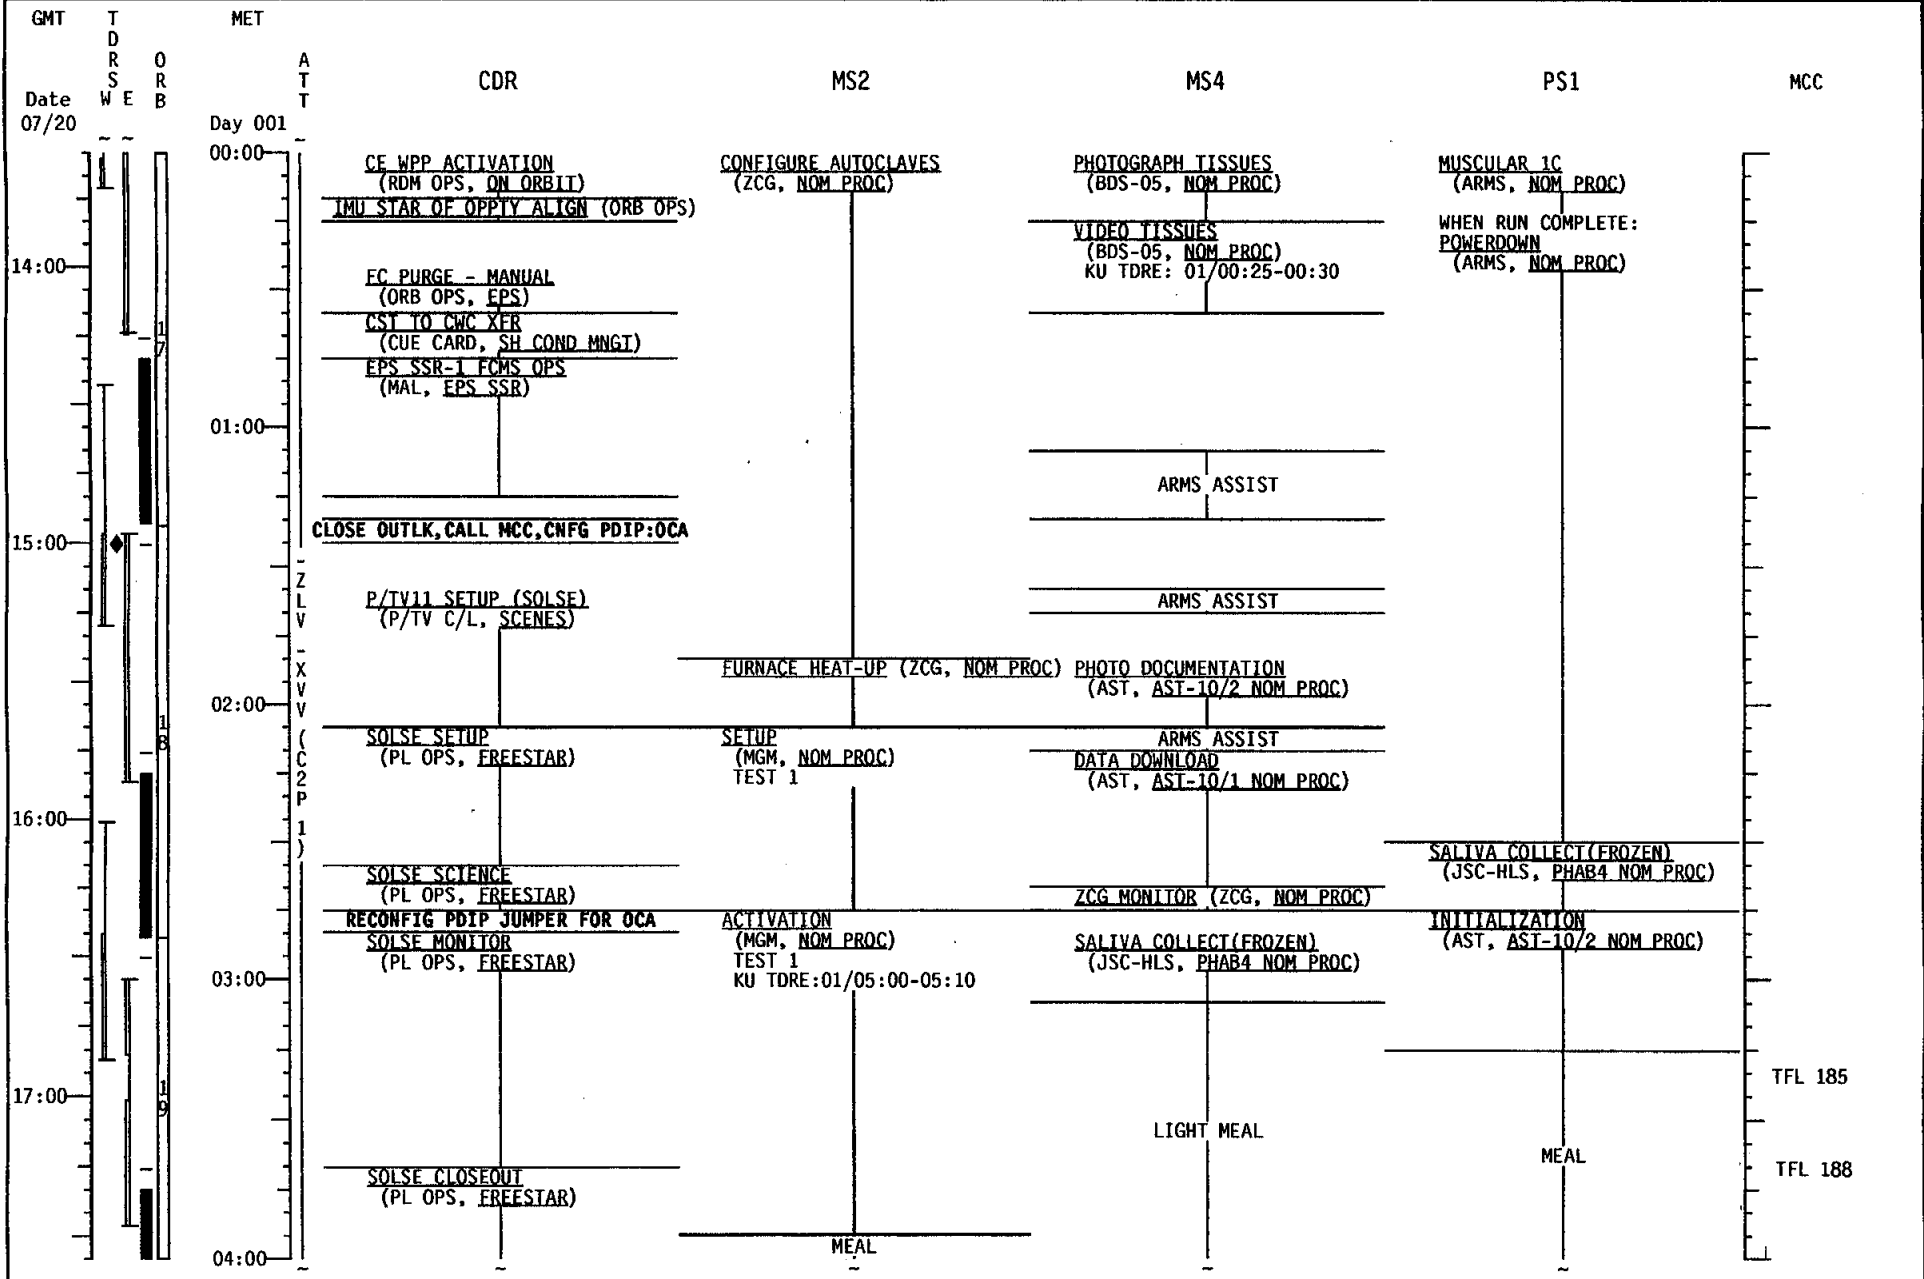 GMT
TDRS
W E
ORB
MET
ATT
CDR
MS2
MS4
PS1
MCC
Date
07/20
Day 001
00:00
14:00
01:00
15:00
02:00
16:00
03:00
17:00
04:00
17
18
19
-ZLV -XVV (C2P 1)
CE WPP ACTIVATION
(RDM OPS, ON ORBIT)
IMU STAR OF OPPTY ALIGN (ORB OPS)
FC PURGE - MANUAL
(ORB OPS, EPS)
CST TO CWC XFR
(CUE CARD, SH COND MNGT)
EPS SSR-1 FCMS OPS
(MAL, EPS SSR)
CLOSE OUTLK,CALL MCC,CNFG PDIP:OCA
P/TV11 SETUP (SOLSE)
(P/TV C/L, SCENES)
SOLSE SETUP
(PL OPS, FREESTAR)
SOLSE SCIENCE
(PL OPS, FREESTAR)
RECONFIG PDIP JUMPER FOR OCA
SOLSE MONITOR
(PL OPS, FREESTAR)
SOLSE CLOSEOUT
(PL OPS, FREESTAR)
CONFIGURE AUTOCLAVES
(ZCG, NOM PROC)
FURNACE HEAT-UP (ZCG, NOM PROC)
SETUP
(MGM, NOM PROC)
TEST 1
ACTIVATION
(MGM, NOM PROC)
TEST 1
KU TDRE:01/05:00-05:10
MEAL
PHOTOGRAPH TISSUES
(BDS-05, NOM PROC)
VIDEO TISSUES
(BDS-05, NOM PROC)
KU TDRE: 01/00:25-00:30
ARMS ASSIST
ARMS ASSIST
PHOTO DOCUMENTATION
(AST, AST-10/2 NOM PROC)
ARMS ASSIST
DATA DOWNLOAD
(AST, AST-10/1 NOM PROC)
ZCG MONITOR (ZCG, NOM PROC)
SALIVA COLLECT(FROZEN)
(JSC-HLS, PHAB4 NOM PROC)
LIGHT MEAL
MUSCULAR 1C
(ARMS, NOM PROC)
WHEN RUN COMPLETE:
POWERDOWN
(ARMS, NOM PROC)
SALIVA COLLECT(FROZEN)
(JSC-HLS, PHAB4 NOM PROC)
INITIALIZATION
(AST, AST-10/2 NOM PROC)
MEAL
TFL 185
TFL 188